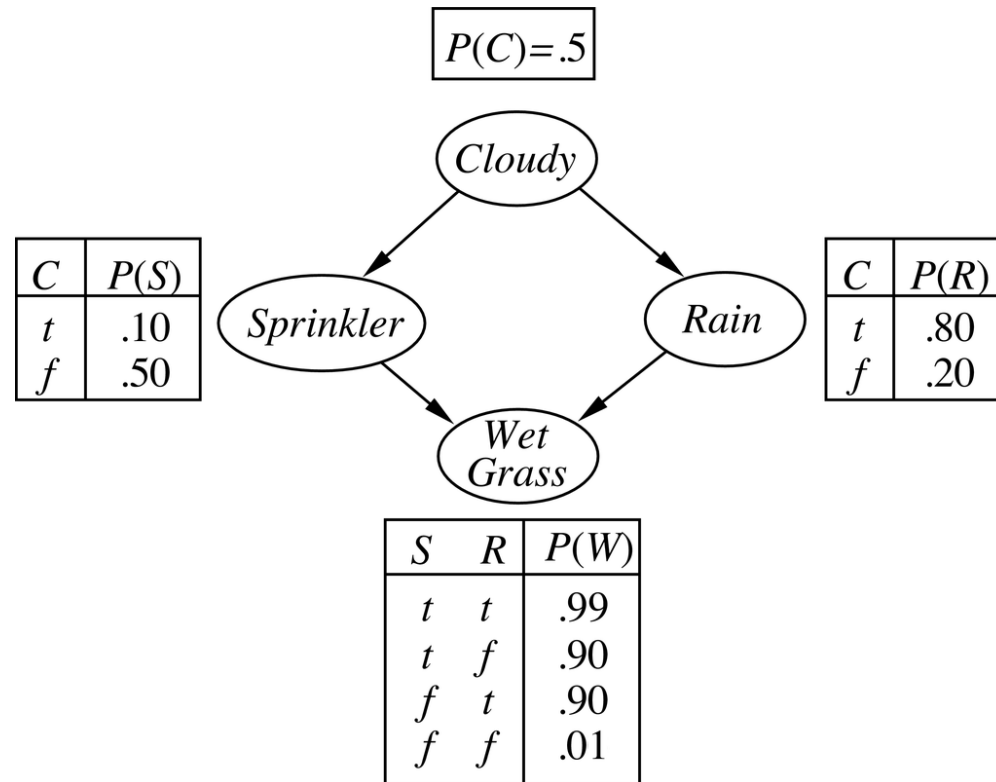 P(C)=.5
Cloudy
C P(S)
t .10
f .50
Sprinkler
Rain
C P(R)
t .80
f .20
Wet
Grass
S R P(W)
t t .99
t f .90
f t .90
f f .01